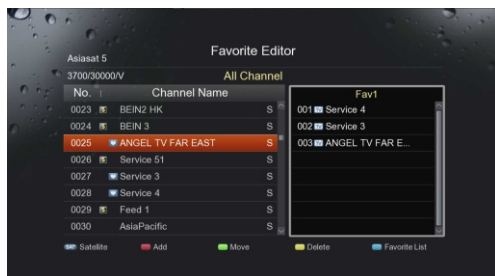 Favorite Editor
Asiasat 5
3700/30000/V All Channel
No. Channel Name Fav1
0023 $ BEIN2 HK S
0024 $ BEIN 3 S
0025 ANGEL TV FAR EAST S
0026 $ Service 51 S
0027 Service 3 S
0028 Service 4 S
0029 $ Feed 1 S
0030 AsiaPacific S
001 Service 4
002 Service 3
003 ANGEL TV FAR E...
Satellite Add Move Delete Favorite List